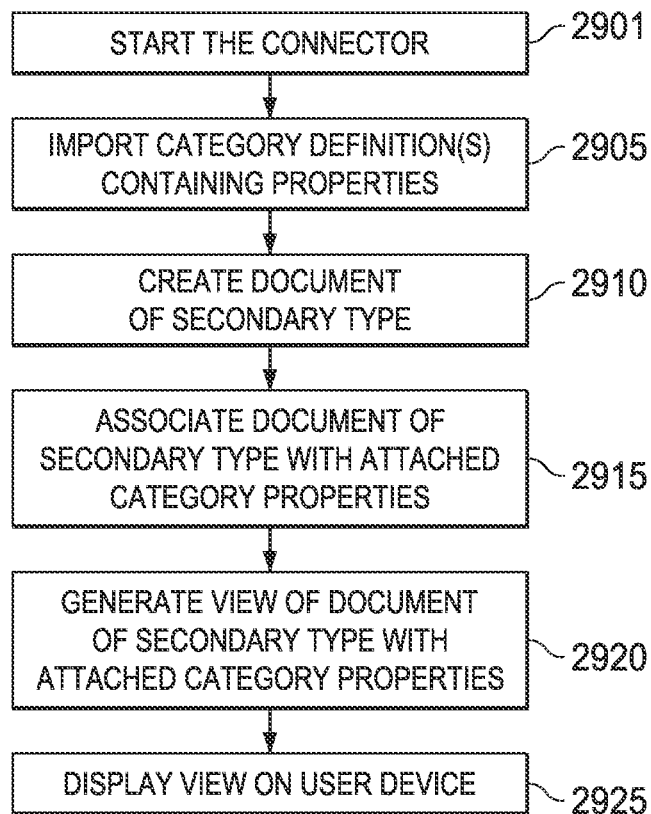 START THE CONNECTOR
2901
IMPORT CATEGORY DEFINITION(S)
CONTAINING PROPERTIES
2905
CREATE DOCUMENT
OF SECONDARY TYPE
2910
ASSOCIATE DOCUMENT OF
SECONDARY TYPE WITH ATTACHED
CATEGORY PROPERTIES
2915
GENERATE VIEW OF DOCUMENT
OF SECONDARY TYPE WITH
ATTACHED CATEGORY PROPERTIES
2920
DISPLAY VIEW ON USER DEVICE
2925